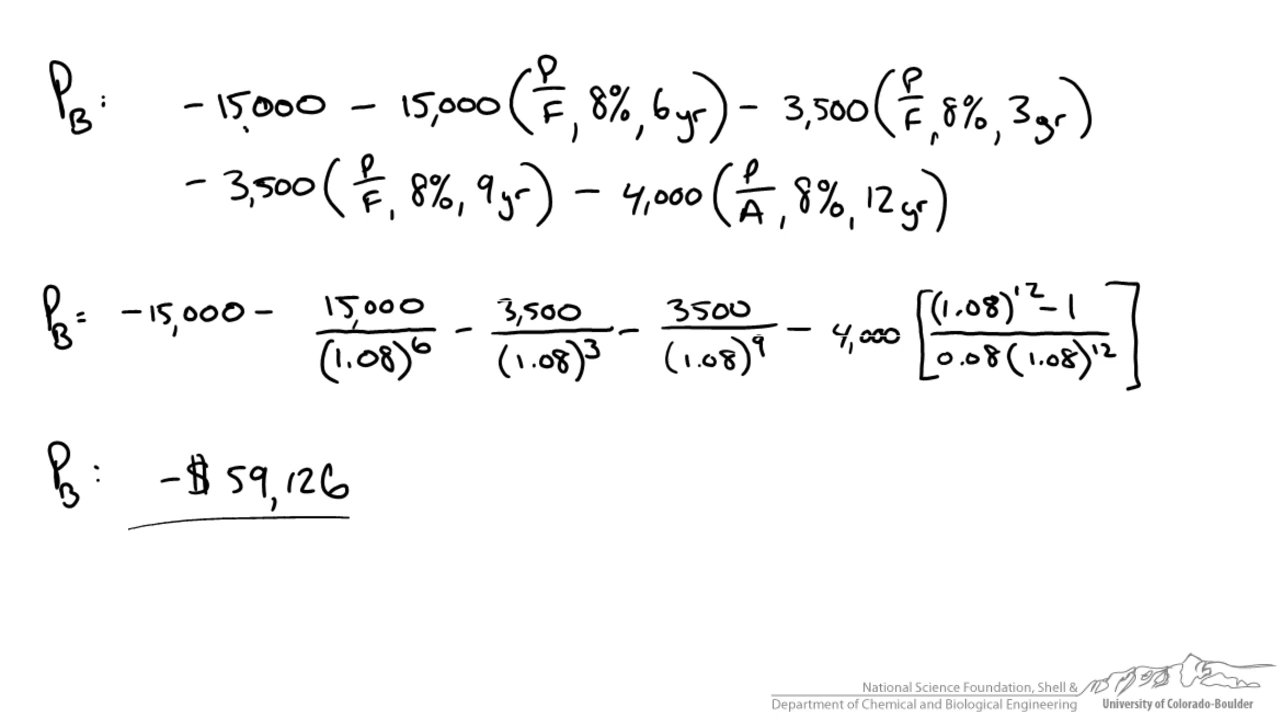 P_B: -15,000 - 15,000 (P/F, 8%, 6yr) - 3,500 (P/F, 8%, 3yr)
- 3,500 (P/F, 8%, 9yr) - 4,000 (P/A, 8%, 12yr)
P_B = -15,000 - 15,000/(1.08)^6 - 3,500/(1.08)^3 - 3500/(1.08)^9 - 4,000 [((1.08)^12 - 1)/(0.08(1.08)^12)]
P_B: -$59,126
National Science Foundation, Shell &
Department of Chemical and Biological Engineering
University of Colorado-Boulder